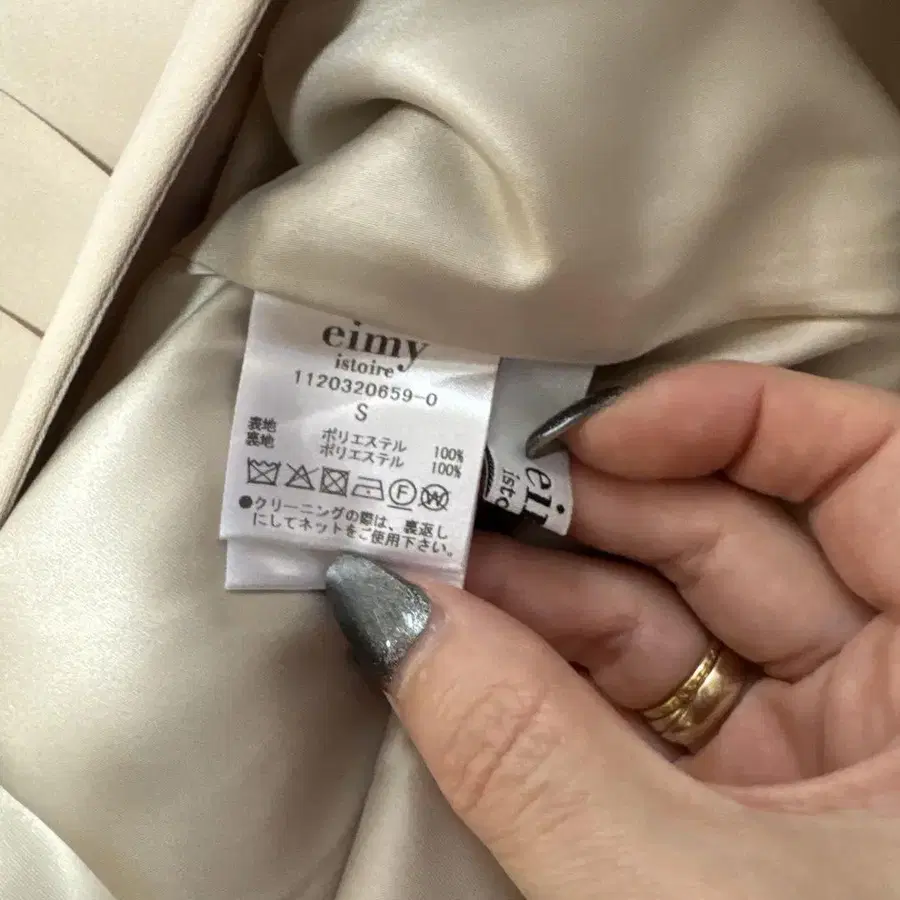 eimy
istoire
1120320659-0
S
表地 ポリエステル 100%
裏地 ポリエステル 100%
F W
●クリーニングの際は、裏返し
にしてネットをご使用下さい。
ei
isto